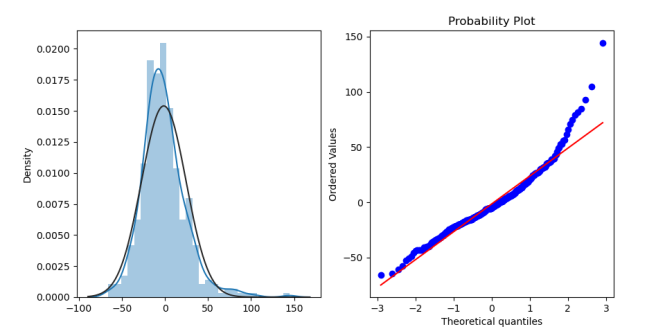 Probability Plot
Density
0.0200
0.0175
0.0150
0.0125
0.0100
0.0075
0.0050
0.0025
0.0000
−100 −50 0 50 100 150
Ordered Values
150
100
50
0
−50
−3 −2 −1 0 1 2 3
Theoretical quantiles